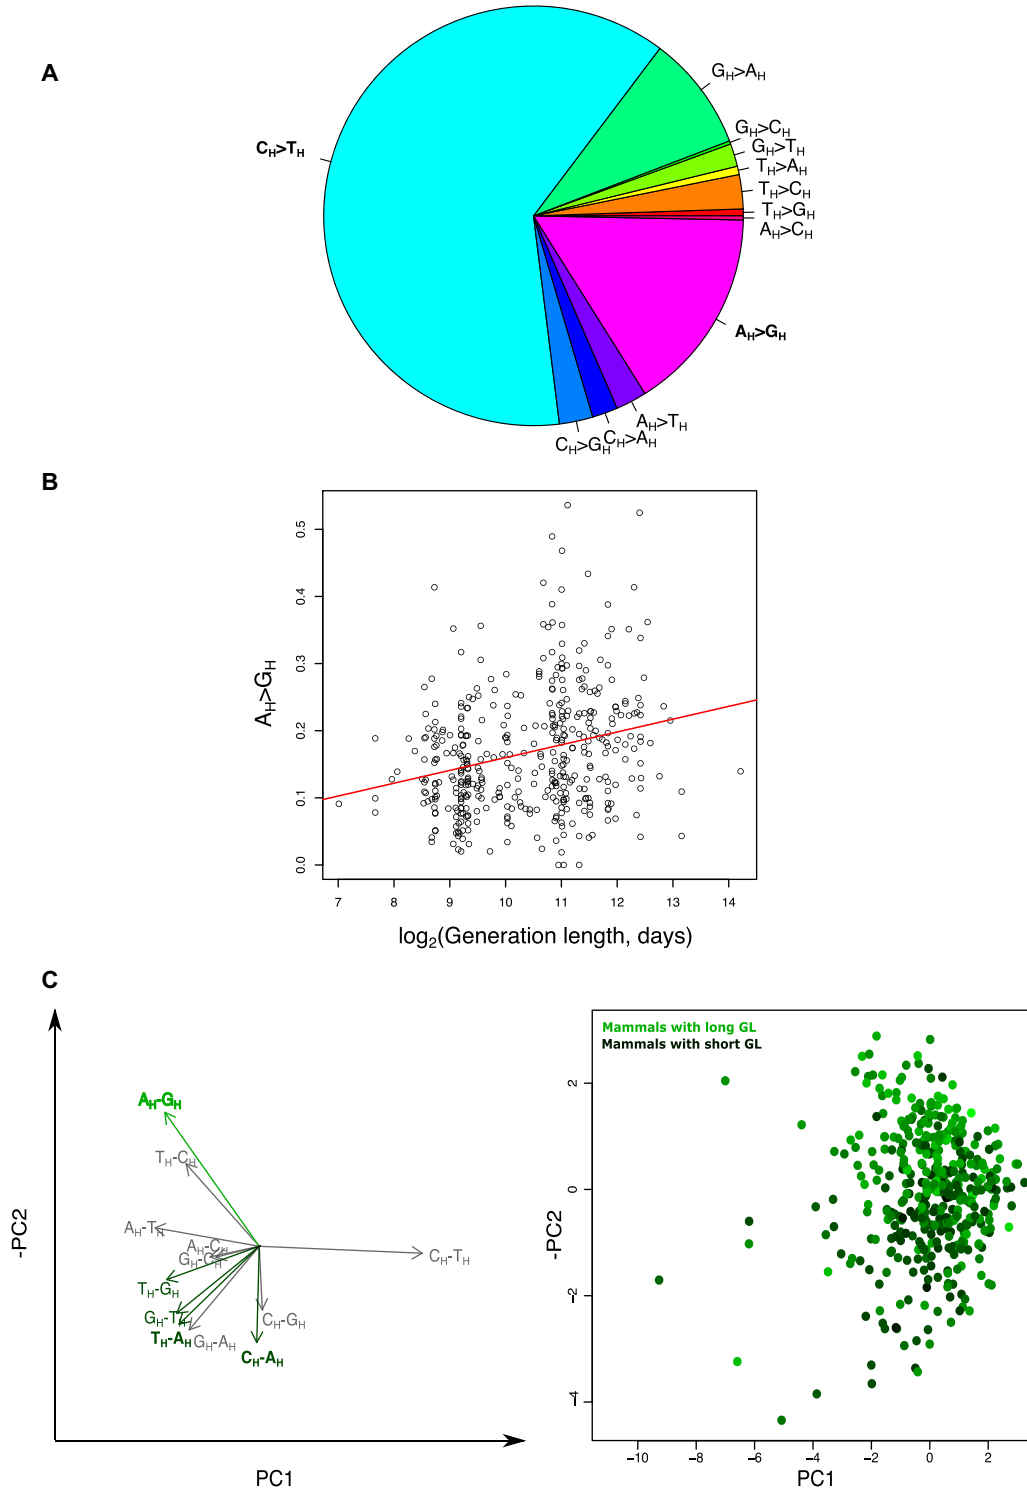 A
C_H>T_H
G_H>A_H
G_H>C_H
G_H>T_H
T_H>A_H
T_H>C_H
T_H>G_H
A_H>C_H
A_H>G_H
A_H>T_H
C_H>A_H
C_H>G_H
B
A_H>G_H
0.5
0.4
0.3
0.2
0.1
0.0
7 8 9 10 11 12 13 14
log₂(Generation length, days)
C
-PC2
A_H-G_H
T_H-C_H
A_H-T_H
A_H-C_H
G_H-C_H
C_H-T_H
T_H-G_H
G_H-T_H
C_H-G_H
T_H-A_H
G_H-A_H
C_H-A_H
PC1
Mammals with long GL
Mammals with short GL
-PC2
2
0
−2
−4
−10 −8 −6 −4 −2 0 2
PC1